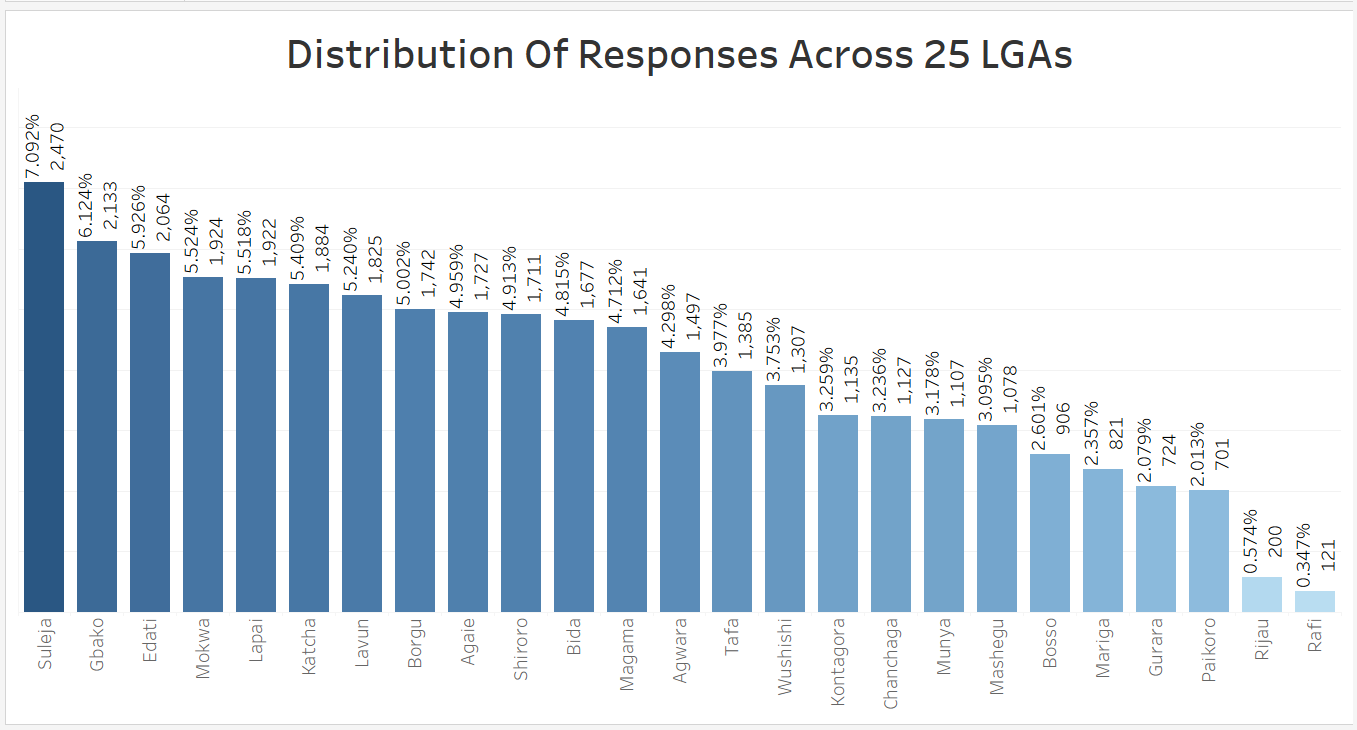 Distribution Of Responses Across 25 LGAs
7.092%
2,470
6.124%
2,133
5.926%
2,064
5.524%
1,924
5.518%
1,922
5.409%
1,884
5.240%
1,825
5.002%
1,742
4.959%
1,727
4.913%
1,711
4.815%
1,677
4.712%
1,641
4.298%
1,497
3.977%
1,385
3.753%
1,307
3.259%
1,135
3.236%
1,127
3.178%
1,107
3.095%
1,078
2.601%
906
2.357%
821
2.079%
724
2.013%
701
0.574%
200
0.347%
121
Suleja
Gbako
Edati
Mokwa
Lapai
Katcha
Lavun
Borgu
Agaie
Shiroro
Bida
Magama
Agwara
Tafa
Wushishi
Kontagora
Chanchaga
Munya
Mashegu
Bosso
Mariga
Gurara
Paikoro
Rijau
Rafi